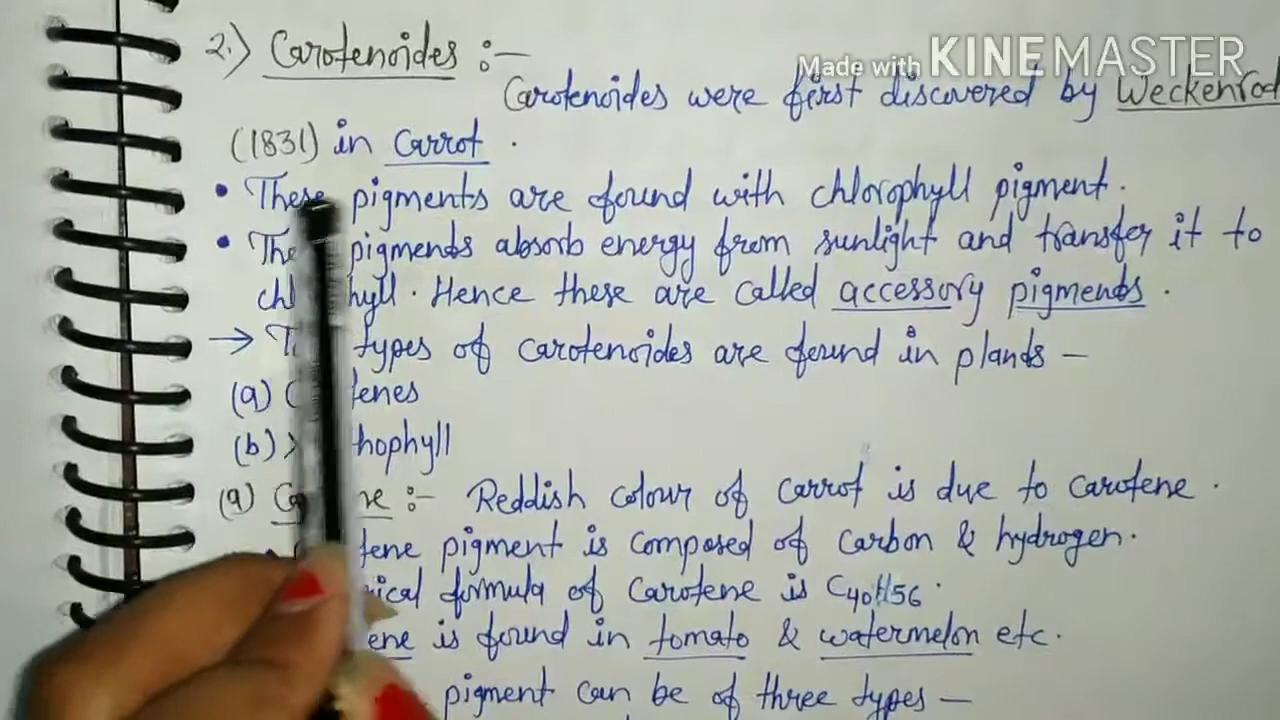 Made with KINEMASTER
2.) Carotenoides :-
Carotenoides were first discovered by Weckenrod
(1831) in Carrot .
• These pigments are found with chlorophyll pigment.
• pigments absorb energy from sunlight and transfer it to
hyll. Hence these are called accessory pigments .
→ types of carotenoides are found in plants -
(a) enes
(b) hophyll
(a) :- Reddish colour of carrot is due to carotene .
pigment is composed of carbon & hydrogen.
formula of carotene is C40H56 .
is found in tomato & watermelon etc.
pigment can be of three types -